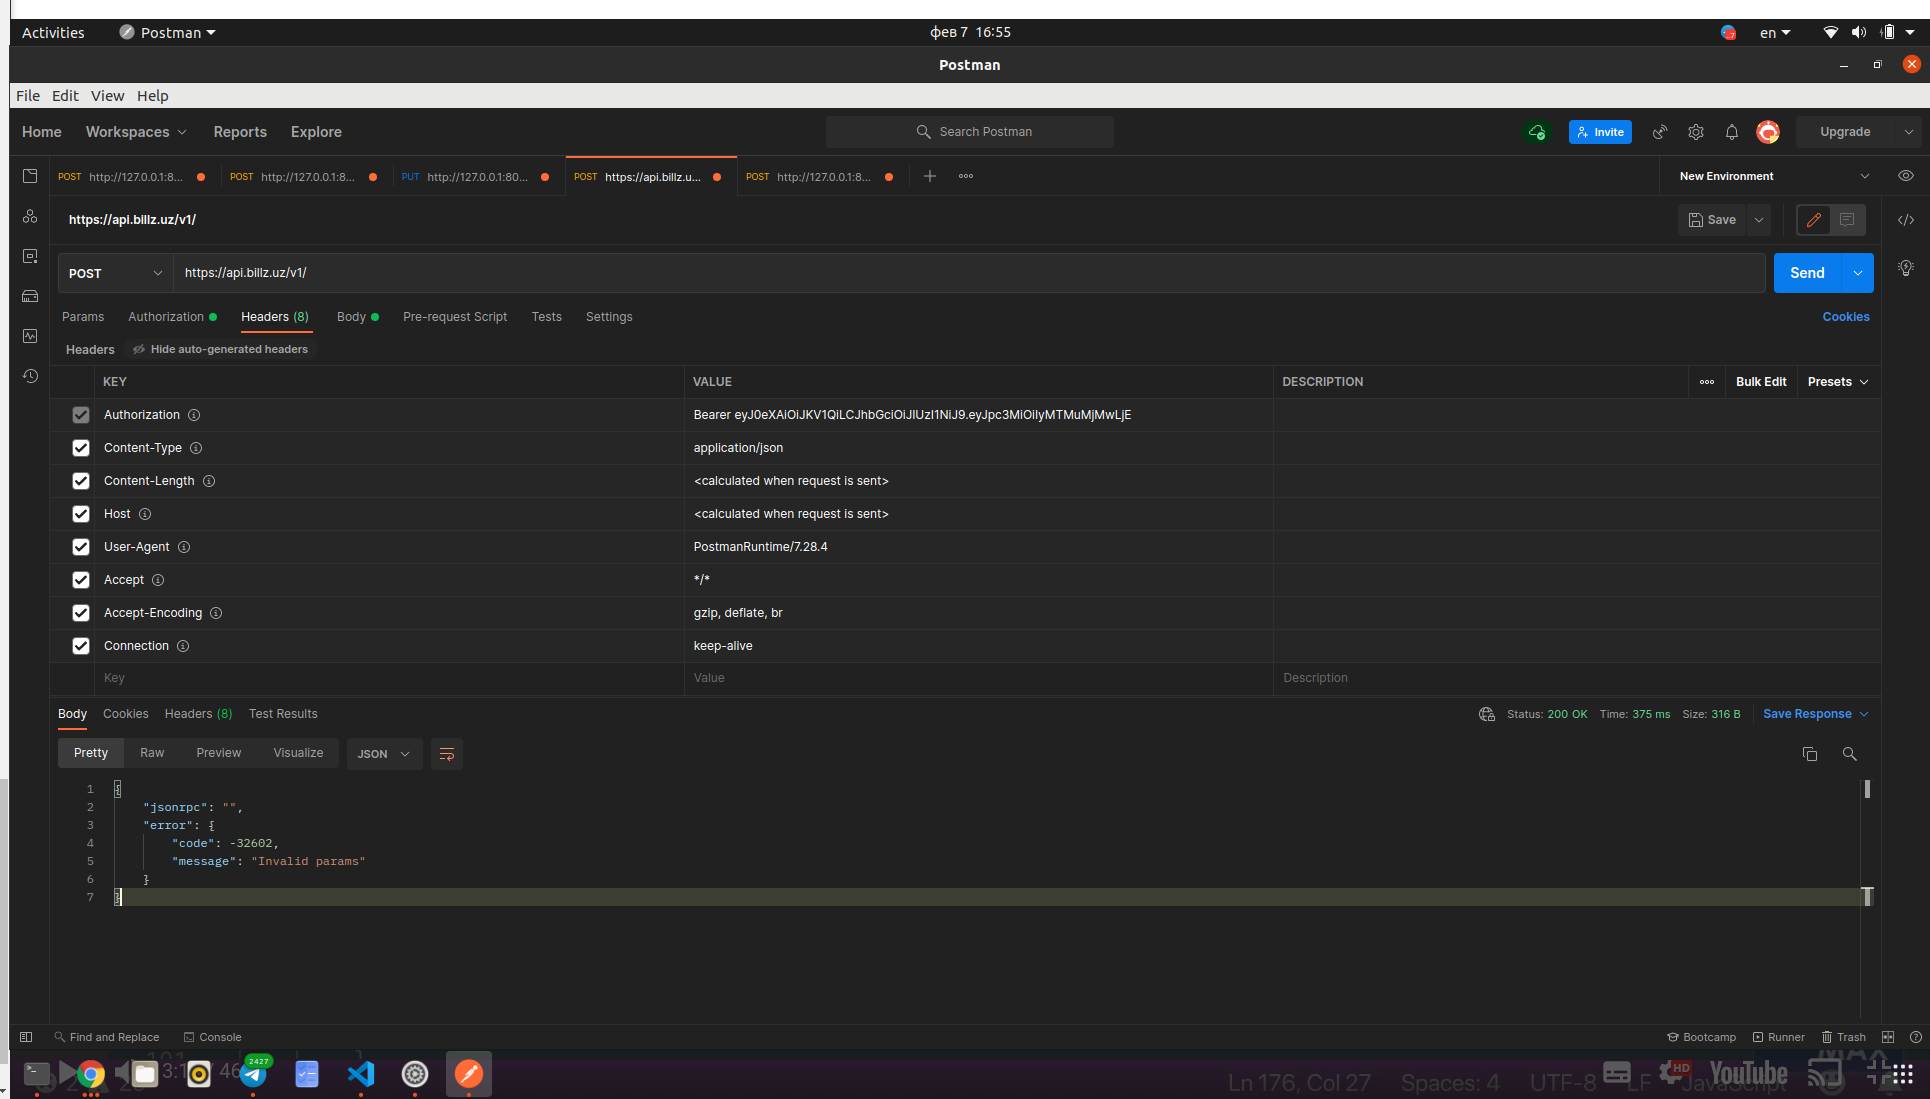 Activities Postman фев 7 16:55 en
Postman
File Edit View Help
Home Workspaces Reports Explore Search Postman Invite Upgrade
POST http://127.0.0.1:8... POST http://127.0.0.1:8... PUT http://127.0.0.1:80... POST https://api.billz.u... POST http://127.0.0.1:8... New Environment
https://api.billz.uz/v1/ Save
POST https://api.billz.uz/v1/ Send
Params Authorization Headers (8) Body Pre-request Script Tests Settings Cookies
Headers Hide auto-generated headers
KEY VALUE DESCRIPTION Bulk Edit Presets
Authorization Bearer eyJ0eXAiOiJKV1QiLCJhbGciOiJIUzI1NiJ9.eyJpc3MiOiIyMTMuMjMwLjE
Content-Type application/json
Content-Length <calculated when request is sent>
Host <calculated when request is sent>
User-Agent PostmanRuntime/7.28.4
Accept */*
Accept-Encoding gzip, deflate, br
Connection keep-alive
Key Value Description
Body Cookies Headers (8) Test Results Status: 200 OK Time: 375 ms Size: 316 B Save Response
Pretty Raw Preview Visualize JSON
1 {
2 "jsonrpc": "",
3 "error": {
4 "code": -32602,
5 "message": "Invalid params"
6 }
7 }
Find and Replace Console Bootcamp Runner Trash
2427
Ln 176, Col 27 Spaces: 4 UTF-8 LF JavaScript
HD YouTube